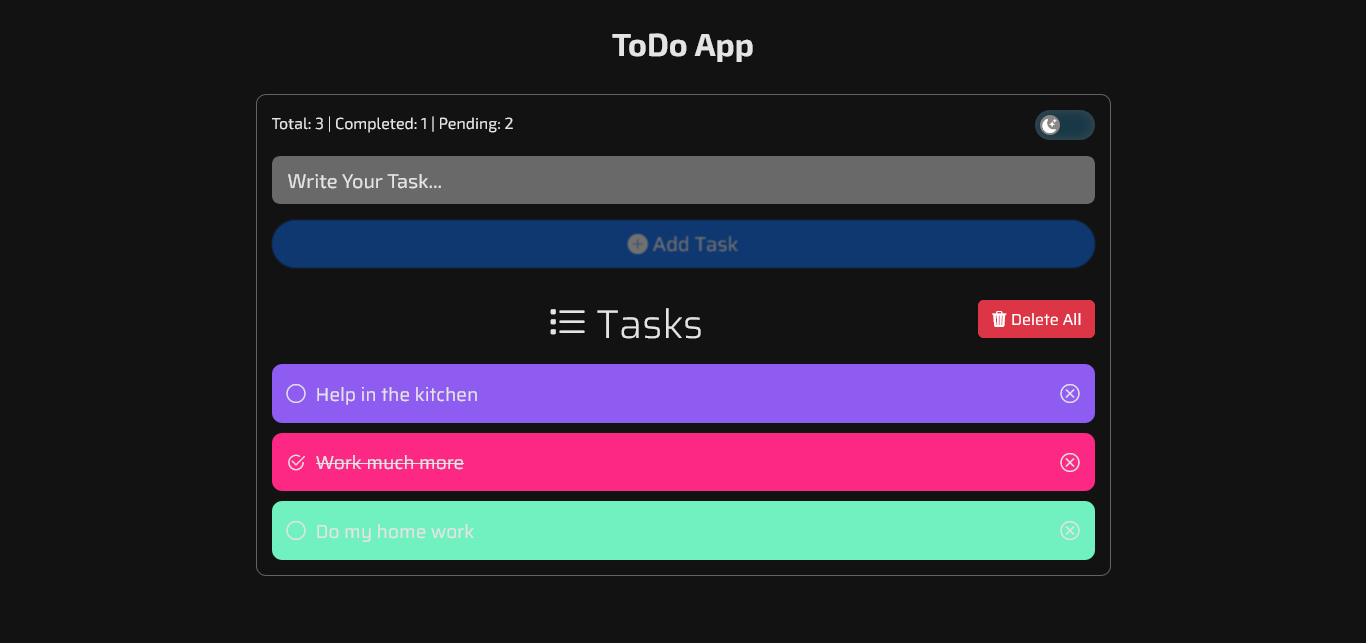 ToDo App
Total: 3 | Completed: 1 | Pending: 2
Write Your Task...
Add Task
Tasks
Delete All
Help in the kitchen
Work much more
Do my home work